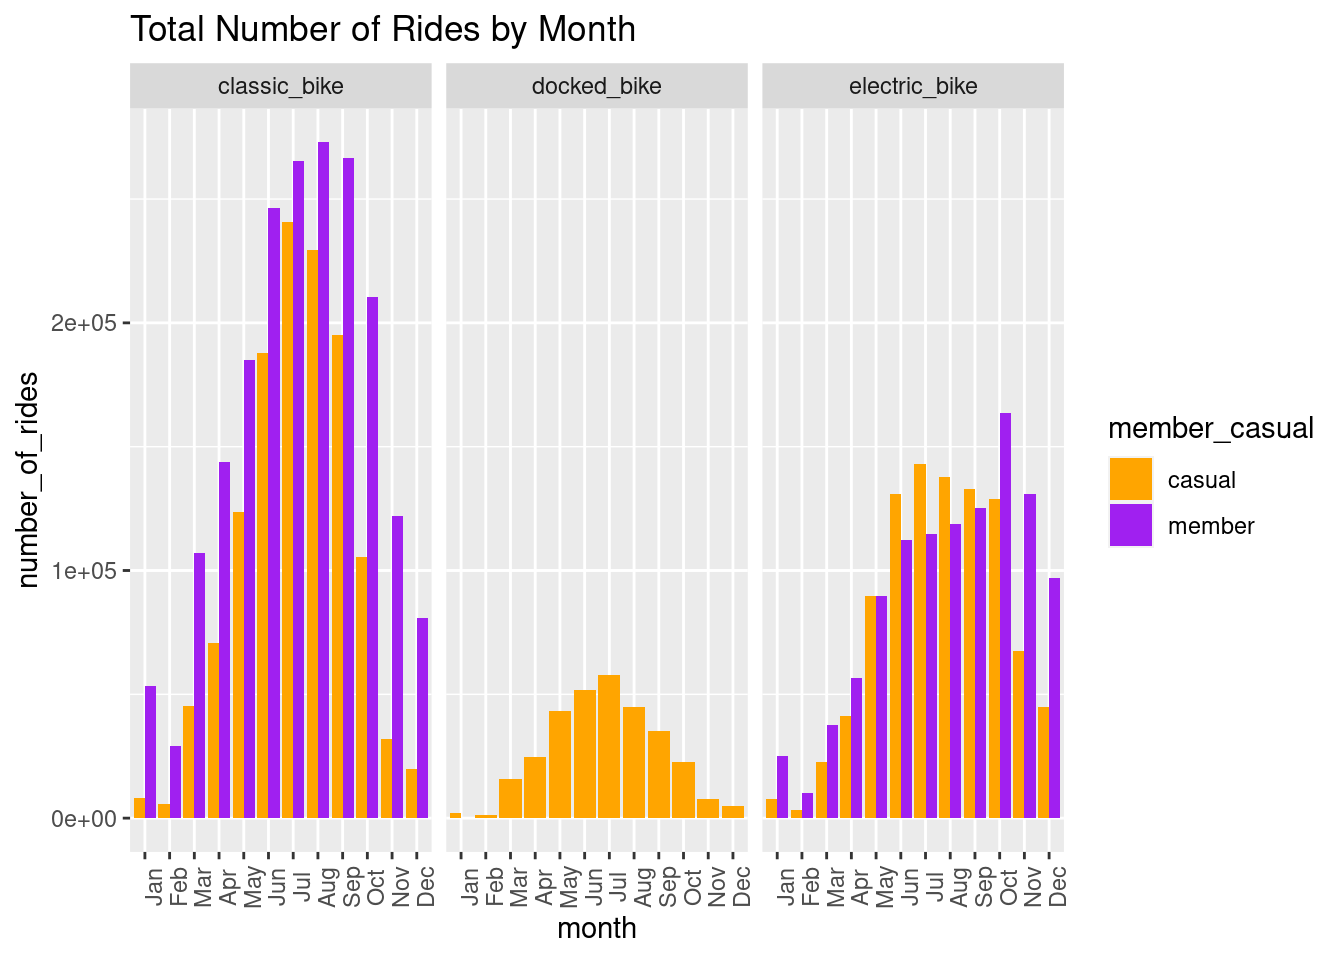 Total Number of Rides by Month
classic_bike docked_bike electric_bike
2e+05
1e+05
0e+00
number_of_rides
Jan Feb Mar Apr May Jun Jul Aug Sep Oct Nov Dec
Jan Feb Mar Apr May Jun Jul Aug Sep Oct Nov Dec
Jan Feb Mar Apr May Jun Jul Aug Sep Oct Nov Dec
month
member_casual
casual
member